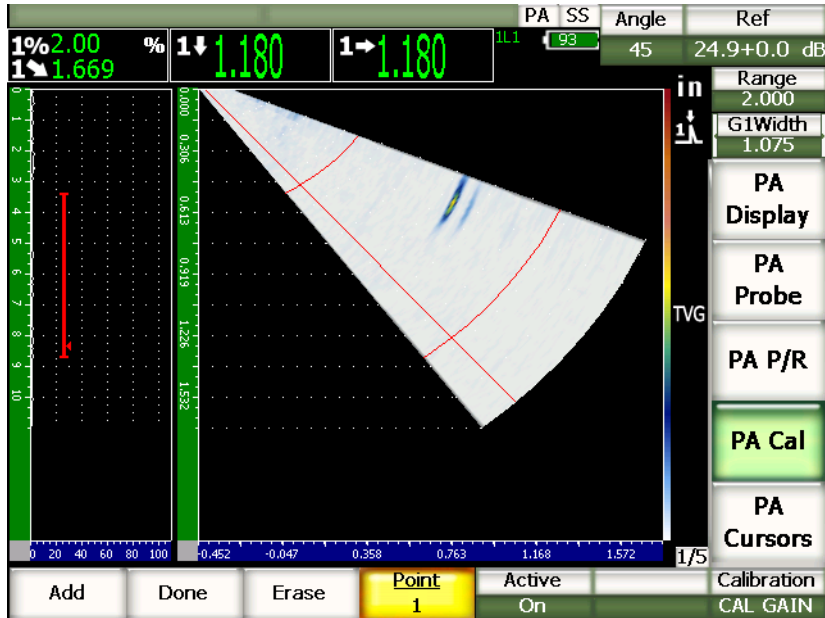 PA SS Angle Ref
1%2.00 % 1 1.180 1 1.180 1L1 93 45 24.9+0.0 dB
1 1.669
in
Range
2.000
G1Width
1.075
1
PA
Display
PA
Probe
TVG
PA P/R
PA Cal
PA
Cursors
0 1 2 3 4 5 6 7 8 9 10
0.000 0.306 0.613 0.919 1.226 1.532
0 20 40 60 80 100 -0.452 -0.047 0.358 0.763 1.168 1.572 1/5
Add Done Erase Point Active Calibration
1 On CAL GAIN